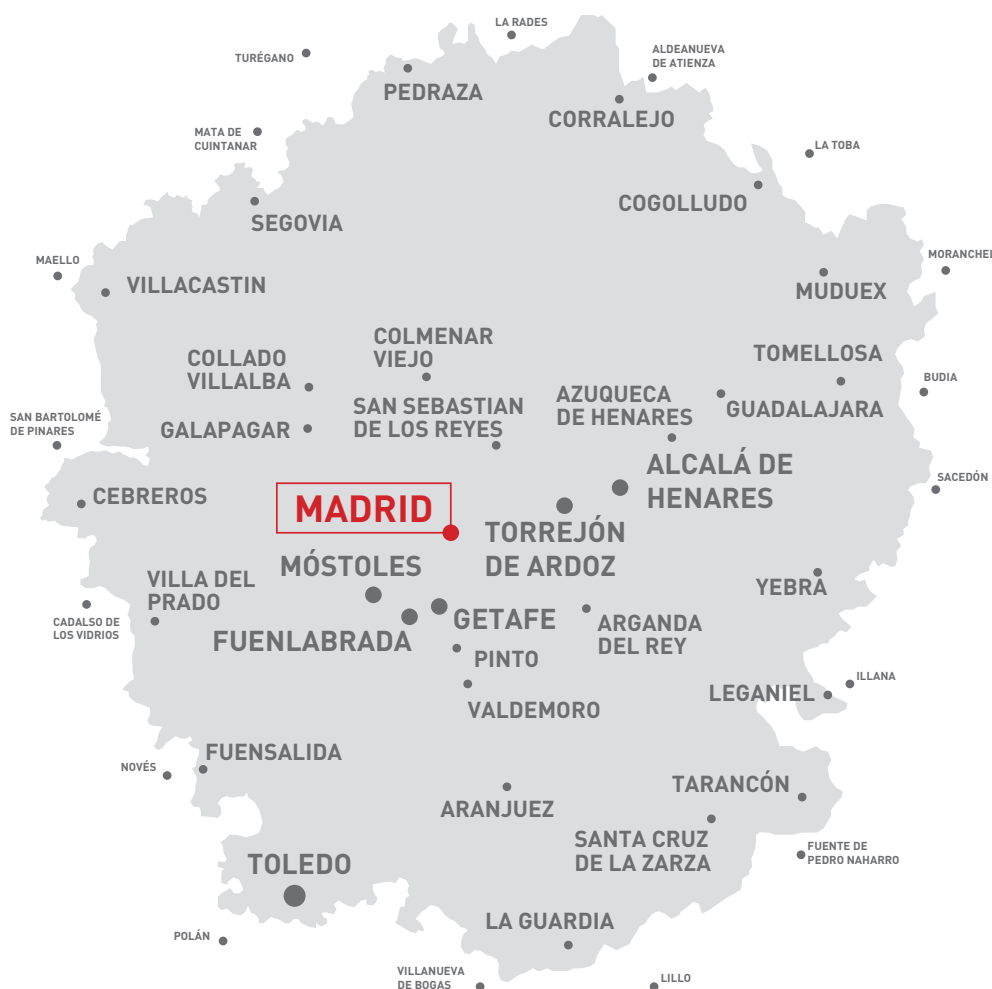 LA RADES
TURÉGANO
ALDEANUEVA
DE ATIENZA
PEDRAZA
CORRALEJO
MATA DE
CUINTANAR
LA TOBA
COGOLLUDO
SEGOVIA
MAELLO
VILLACASTIN
MORANCHEL
MUDUEX
COLMENAR
VIEJO
COLLADO
VILLALBA
TOMELLOSA
BUDIA
SAN SEBASTIAN
DE LOS REYES
AZUQUECA
DE HENARES
GUADALAJARA
SAN BARTOLOMÉ
DE PINARES
GALAPAGAR
ALCALÁ DE
HENARES
SACEDÓN
CEBREROS
MADRID
TORREJÓN
DE ARDOZ
MÓSTOLES
VILLA DEL
PRADO
YEBRA
CADALSO DE
LOS VIDRIOS
FUENLABRADA
GETAFE
ARGANDA
DEL REY
PINTO
ILLANA
LEGANIEL
VALDEMORO
NOVÉS
FUENSALIDA
TARANCÓN
ARANJUEZ
SANTA CRUZ
DE LA ZARZA
FUENTE DE
PEDRO NAHARRO
TOLEDO
LA GUARDIA
POLÁN
VILLANUEVA
DE BOGAS
LILLO